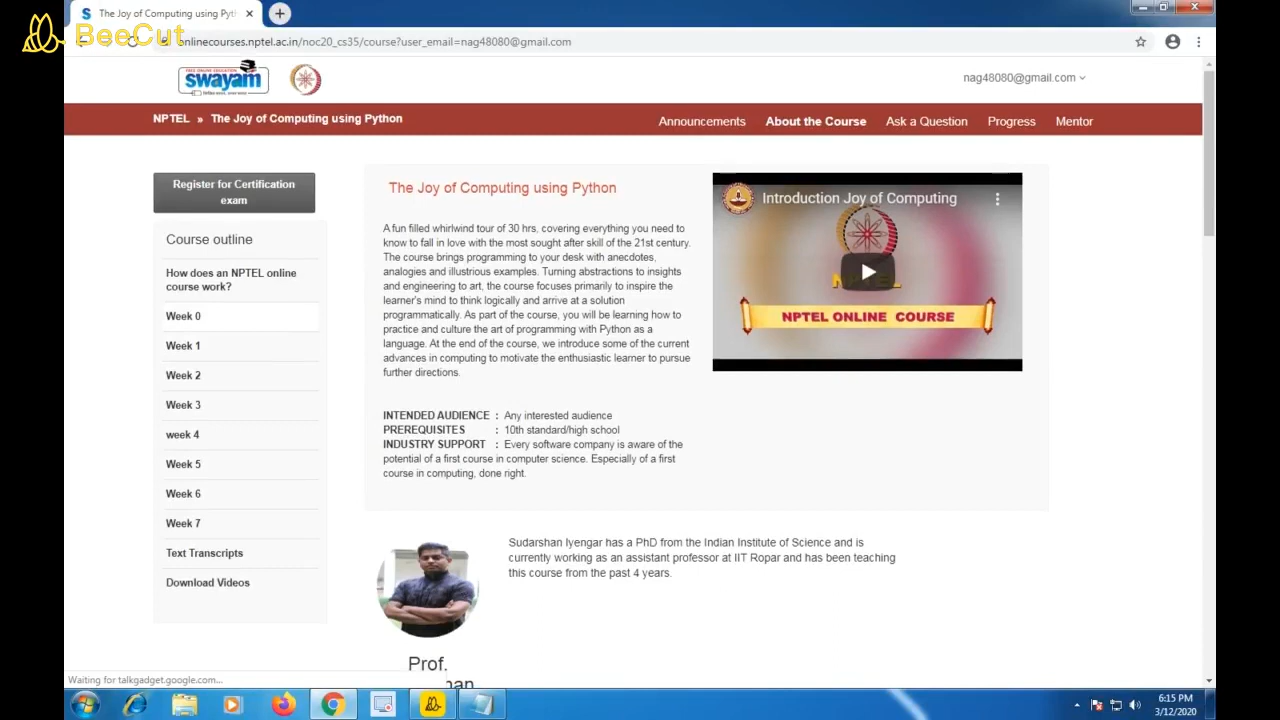 The Joy of Computing using Pyt
BeeCut
onlinecourses.nptel.ac.in/noc20_cs35/course?user_email=nag48080@gmail.com
swayam
nag48080@gmail.com
NPTEL » The Joy of Computing using Python
Announcements About the Course Ask a Question Progress Mentor
Register for Certification
exam
Course outline
How does an NPTEL online
course work?
Week 0
Week 1
Week 2
Week 3
week 4
Week 5
Week 6
Week 7
Text Transcripts
Download Videos
The Joy of Computing using Python
A fun filled whirlwind tour of 30 hrs, covering everything you need to
know to fall in love with the most sought after skill of the 21st century.
The course brings programming to your desk with anecdotes,
analogies and illustrious examples. Turning abstractions to insights
and engineering to art, the course focuses primarily to inspire the
learner's mind to think logically and arrive at a solution
programmatically. As part of the course, you will be learning how to
practice and culture the art of programming with Python as a
language. At the end of the course, we introduce some of the current
advances in computing to motivate the enthusiastic learner to pursue
further directions.
INTENDED AUDIENCE : Any interested audience
PREREQUISITES : 10th standard/high school
INDUSTRY SUPPORT : Every software company is aware of the
potential of a first course in computer science. Especially of a first
course in computing, done right.
Introduction Joy of Computing
NPTEL ONLINE COURSE
Sudarshan Iyengar has a PhD from the Indian Institute of Science and is
currently working as an assistant professor at IIT Ropar and has been teaching
this course from the past 4 years.
Prof.
Waiting for talkgadget.google.com...
6:15 PM
3/12/2020